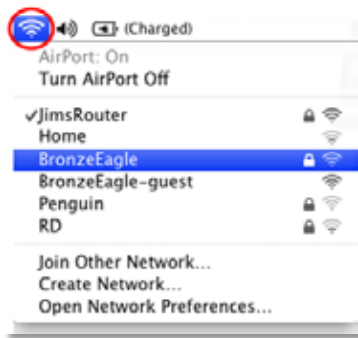 (Charged)
AirPort: On
Turn AirPort Off
✓JimsRouter
Home
BronzeEagle
BronzeEagle-guest
Penguin
RD
Join Other Network...
Create Network...
Open Network Preferences...